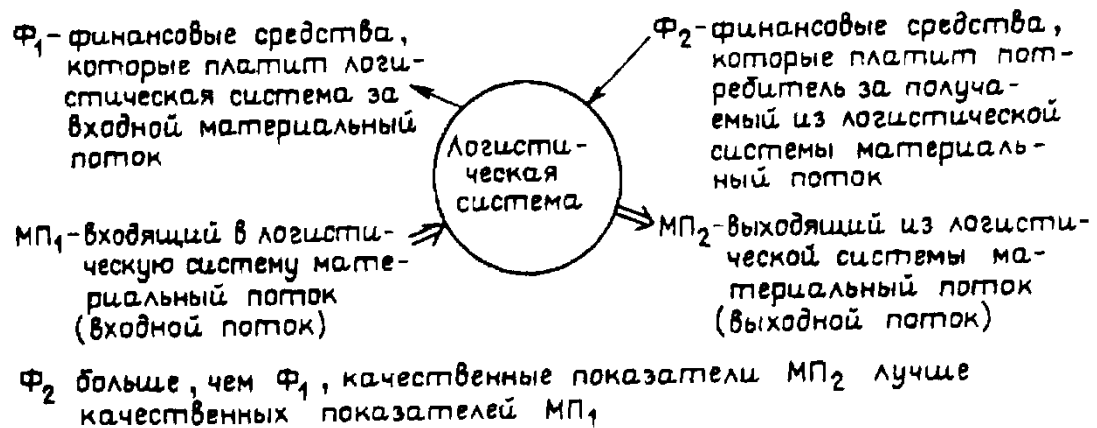 Ф₁ – финансовые средства,
которые платит логи-
стическая система за
входной материальный
поток
Ф₂ – финансовые средства,
которые платит пот-
ребитель за получа-
емый из логистической
системы материаль-
ный поток
Логисти-
ческая
система
МП₁ – входящий в логисти-
ческую систему мате-
риальный поток
(входной поток)
МП₂ – выходящий из логисти-
ческой системы ма-
териальный поток
(выходной поток)
Ф₂ больше, чем Ф₁, качественные показатели МП₂ лучше
качественных показателей МП₁